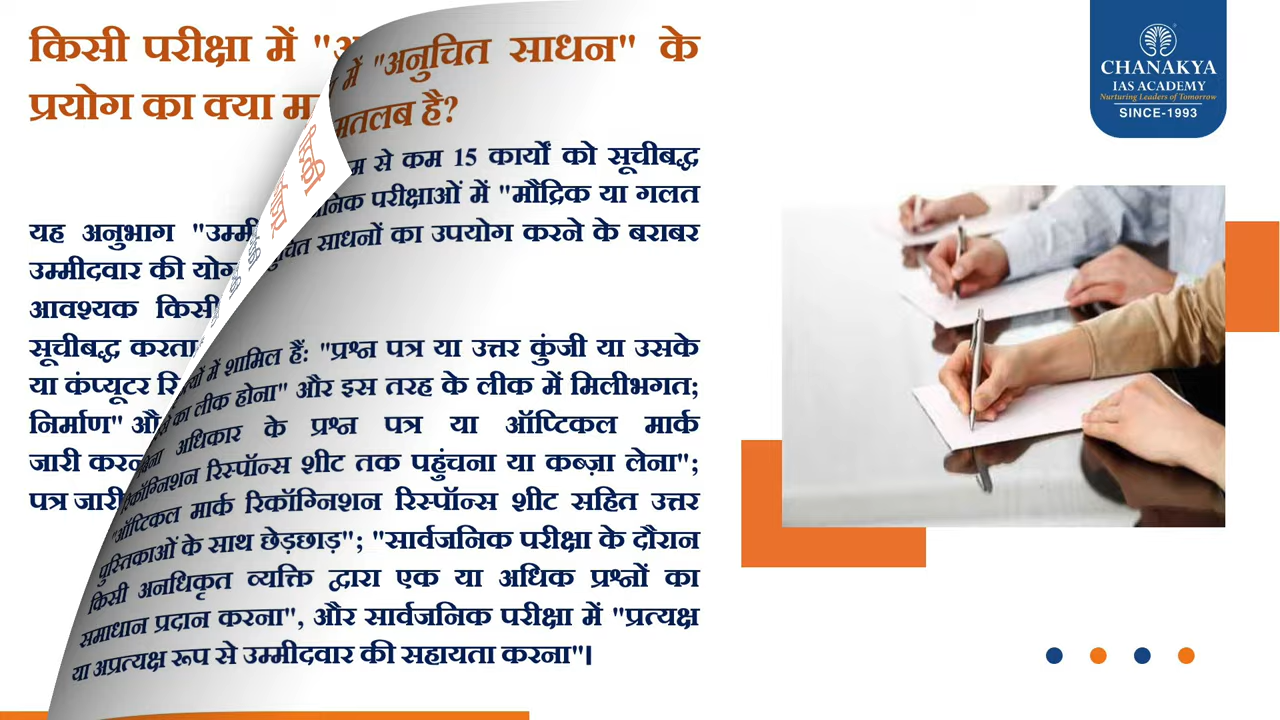 किसी परीक्षा में "अनुचित साधन" के
प्रयोग का क्या मतलब है?
से कम 15 कार्यों को सूचीबद्ध
परीक्षाओं में "मौद्रिक या गलत
साधनों का उपयोग करने के बराबर
यह अनुभाग
उम्मीदवार की
आवश्यक किसी
सूचीबद्ध करता
या कंप्यूटर
निर्माण"
जारी
पत्र जारी
में शामिल हैं: "प्रश्न पत्र या उत्तर कुंजी या उसके
का लीक होना" और इस तरह के लीक में मिलीभगत;
अधिकार के प्रश्न पत्र या ऑप्टिकल मार्क
रिकॉग्निशन रिस्पॉन्स शीट तक पहुंचना या कब्ज़ा लेना";
"ऑप्टिकल मार्क रिकॉग्निशन रिस्पॉन्स शीट सहित उत्तर
पुस्तिकाओं के साथ छेड़छाड़"; "सार्वजनिक परीक्षा के दौरान
किसी अनधिकृत व्यक्ति द्वारा एक या अधिक प्रश्नों का
समाधान प्रदान करना", और सार्वजनिक परीक्षा में "प्रत्यक्ष
या अप्रत्यक्ष रूप से उम्मीदवार की सहायता करना"।
CHANAKYA
IAS ACADEMY
Nurturing Leaders of Tomorrow
SINCE-1993